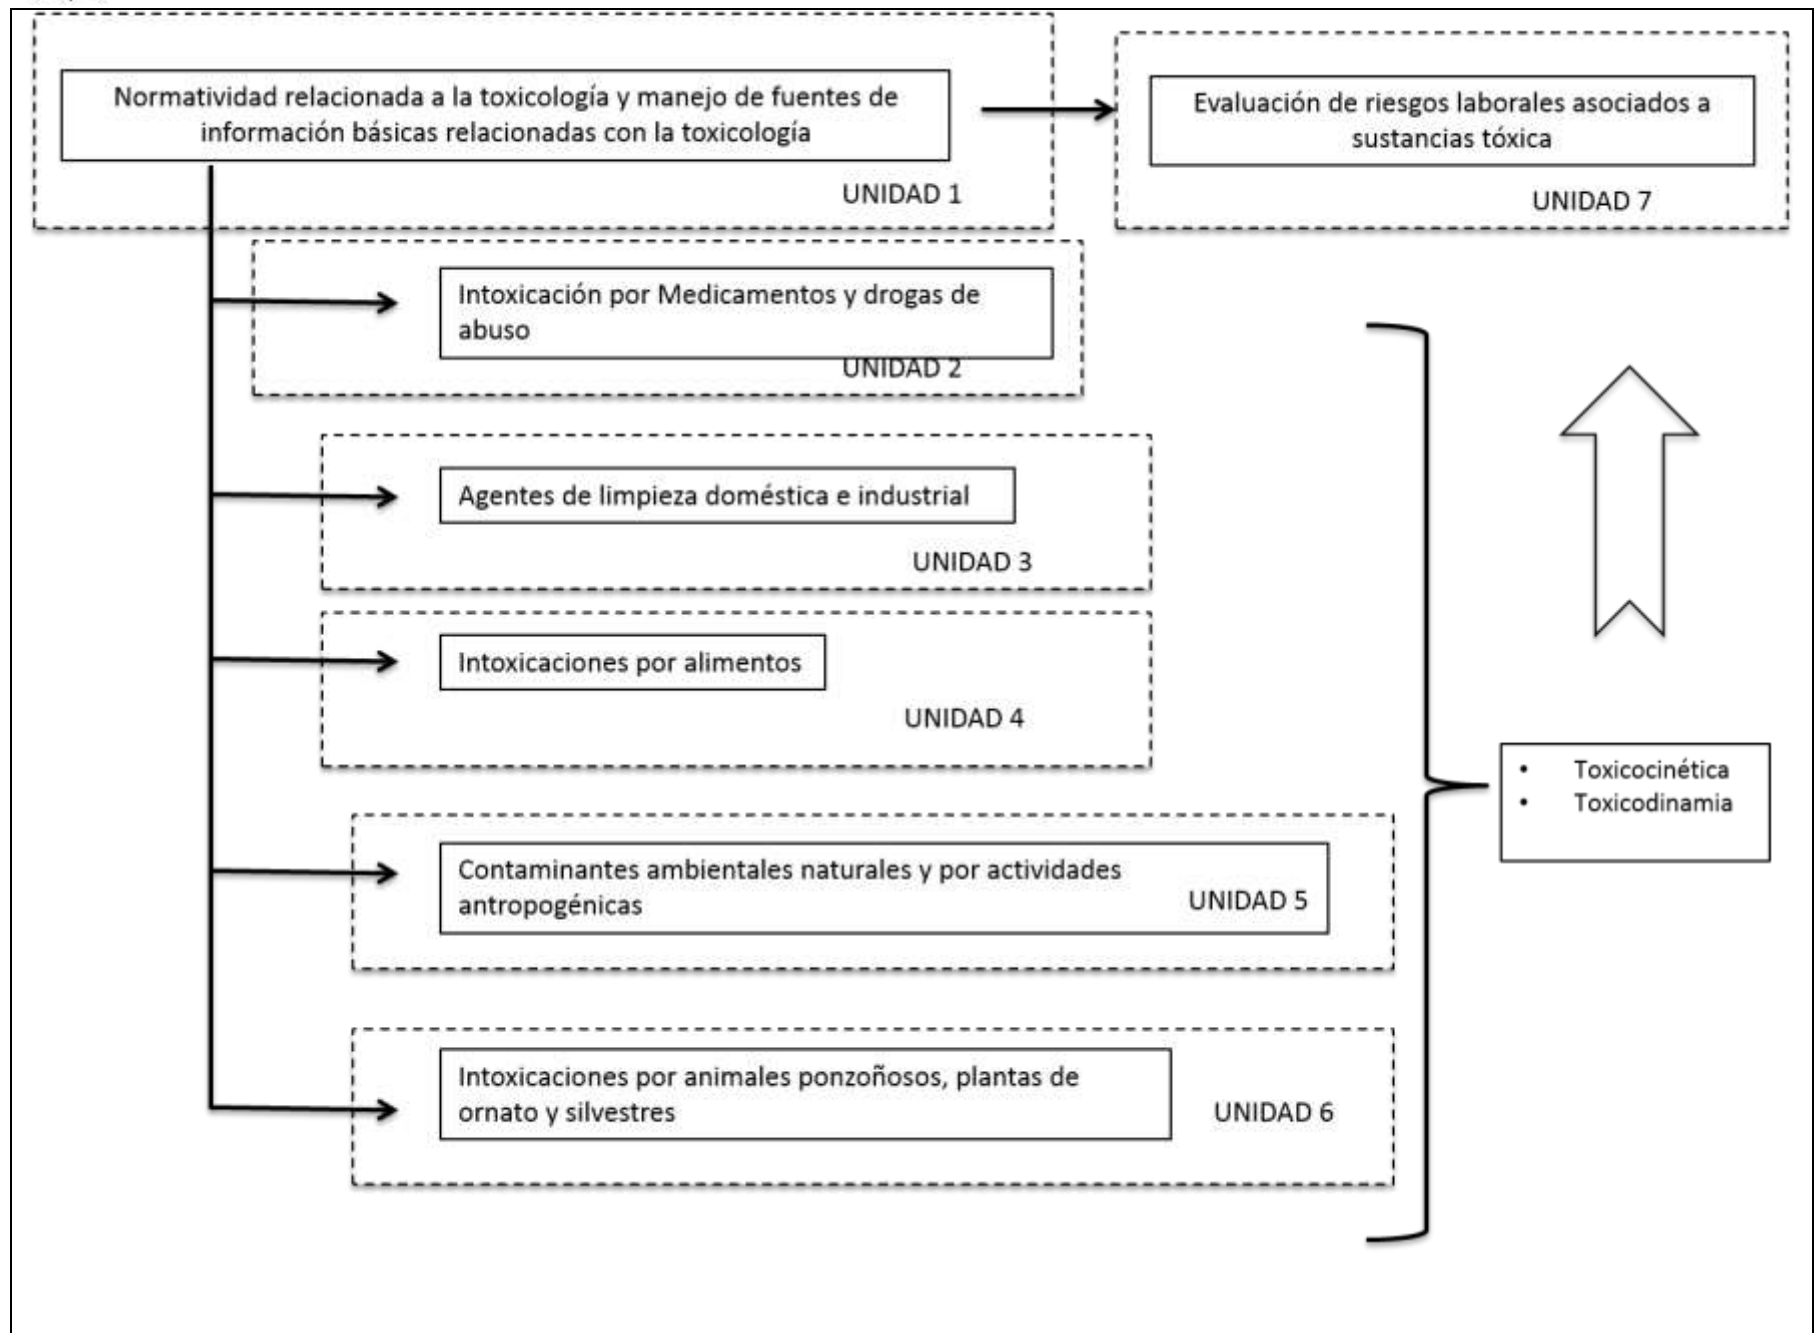 Normatividad relacionada a la toxicología y manejo de fuentes de
información básicas relacionadas con la toxicología
UNIDAD 1
Evaluación de riesgos laborales asociados a
sustancias tóxica
UNIDAD 7
Intoxicación por Medicamentos y drogas de
abuso
UNIDAD 2
Agentes de limpieza doméstica e industrial
UNIDAD 3
Intoxicaciones por alimentos
UNIDAD 4
• Toxicocinética
• Toxicodinamia
Contaminantes ambientales naturales y por actividades
antropogénicas
UNIDAD 5
Intoxicaciones por animales ponzoñosos, plantas de
ornato y silvestres
UNIDAD 6